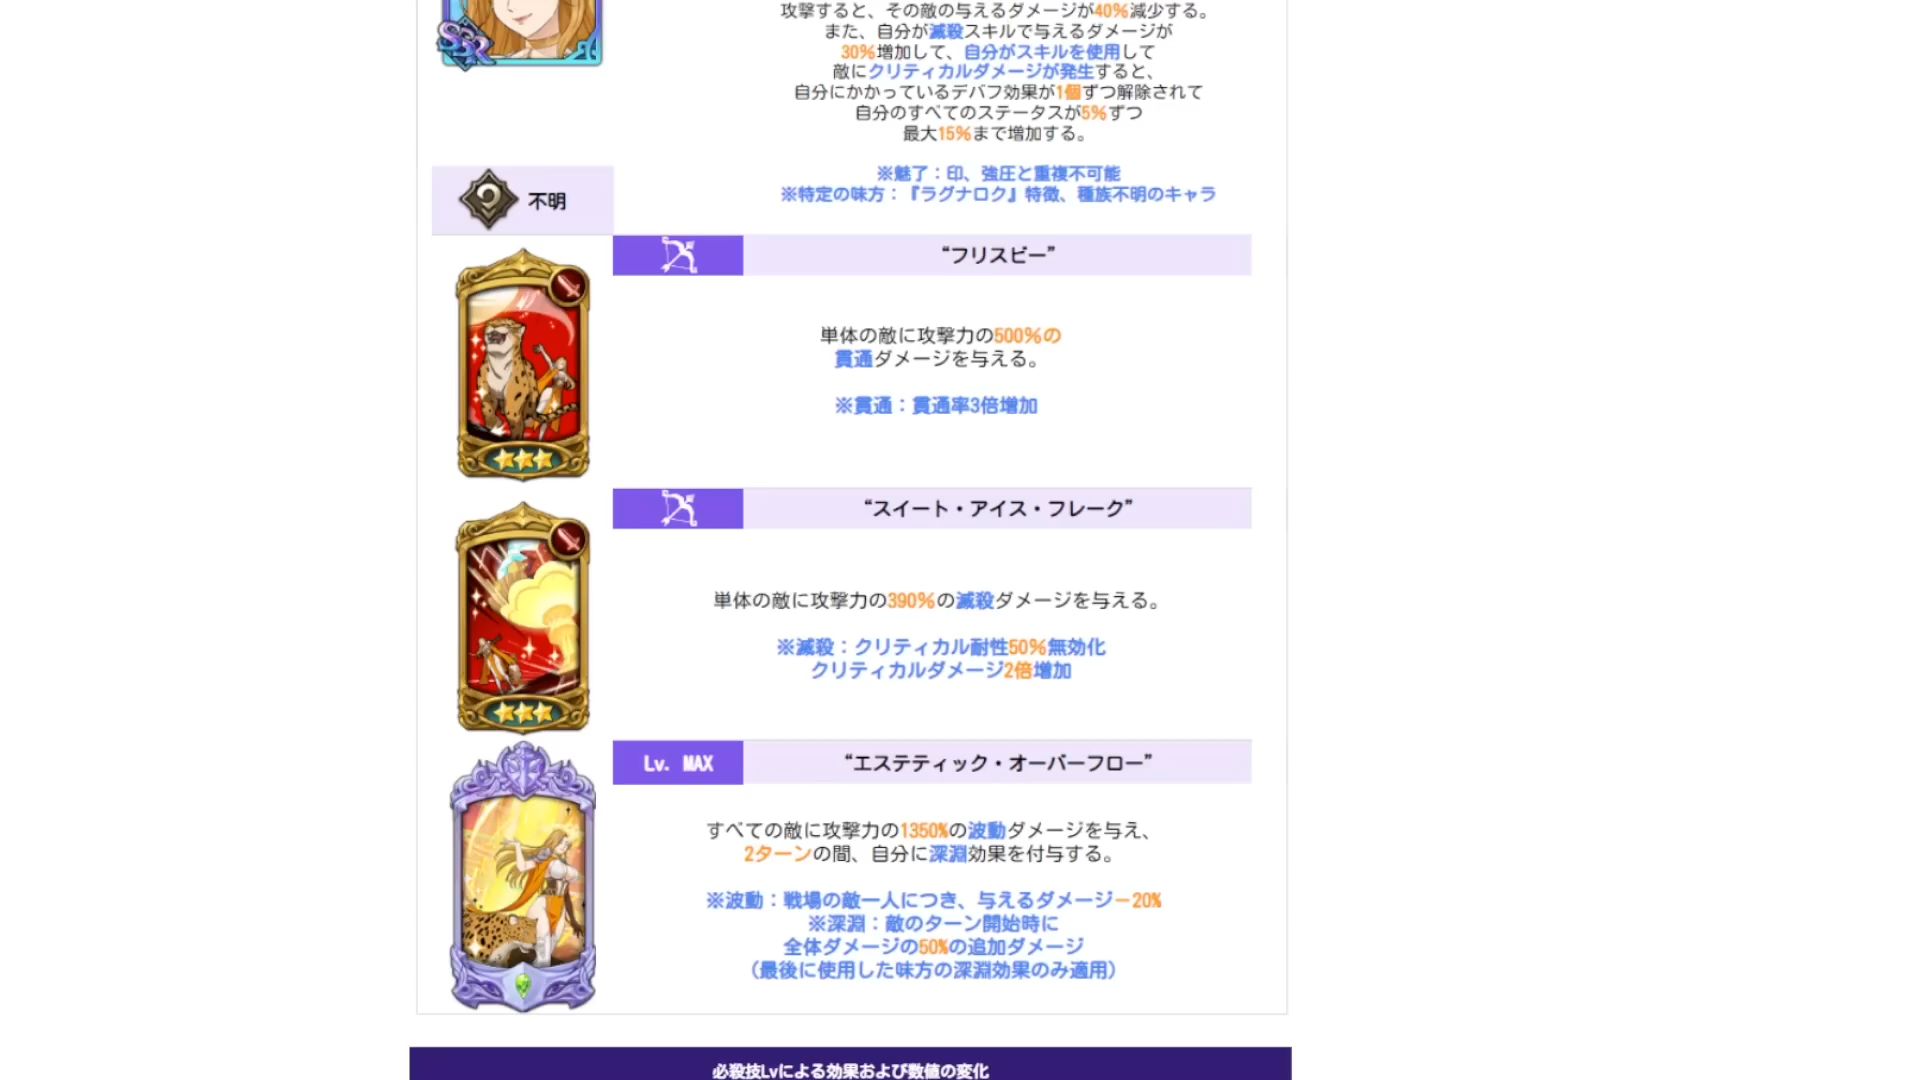 攻撃すると、その敵の与えるダメージが40%減少する。
また、自分が滅殺スキルで与えるダメージが
30%増加して、自分がスキルを使用して
敵にクリティカルダメージが発生すると、
自分にかかっているデバフ効果が1個ずつ解除されて
自分のすべてのステータスが5%ずつ
最大15%まで増加する。
※魅了：印、強圧と重複不可能
※特定の味方：『ラグナロク』特徴、種族不明のキャラ
SSR
不明
“フリスビー”
単体の敵に攻撃力の500%の
貫通ダメージを与える。
※貫通：貫通率3倍増加
“スイート・アイス・フレーク”
単体の敵に攻撃力の390%の滅殺ダメージを与える。
※滅殺：クリティカル耐性50%無効化
クリティカルダメージ2倍増加
Lv. MAX
“エステティック・オーバーフロー”
すべての敵に攻撃力の1350%の波動ダメージを与え、
2ターンの間、自分に深淵効果を付与する。
※波動：戦場の敵一人につき、与えるダメージ－20%
※深淵：敵のターン開始時に
全体ダメージの50%の追加ダメージ
（最後に使用した味方の深淵効果のみ適用）
必殺技Lvによる効果および数値の変化